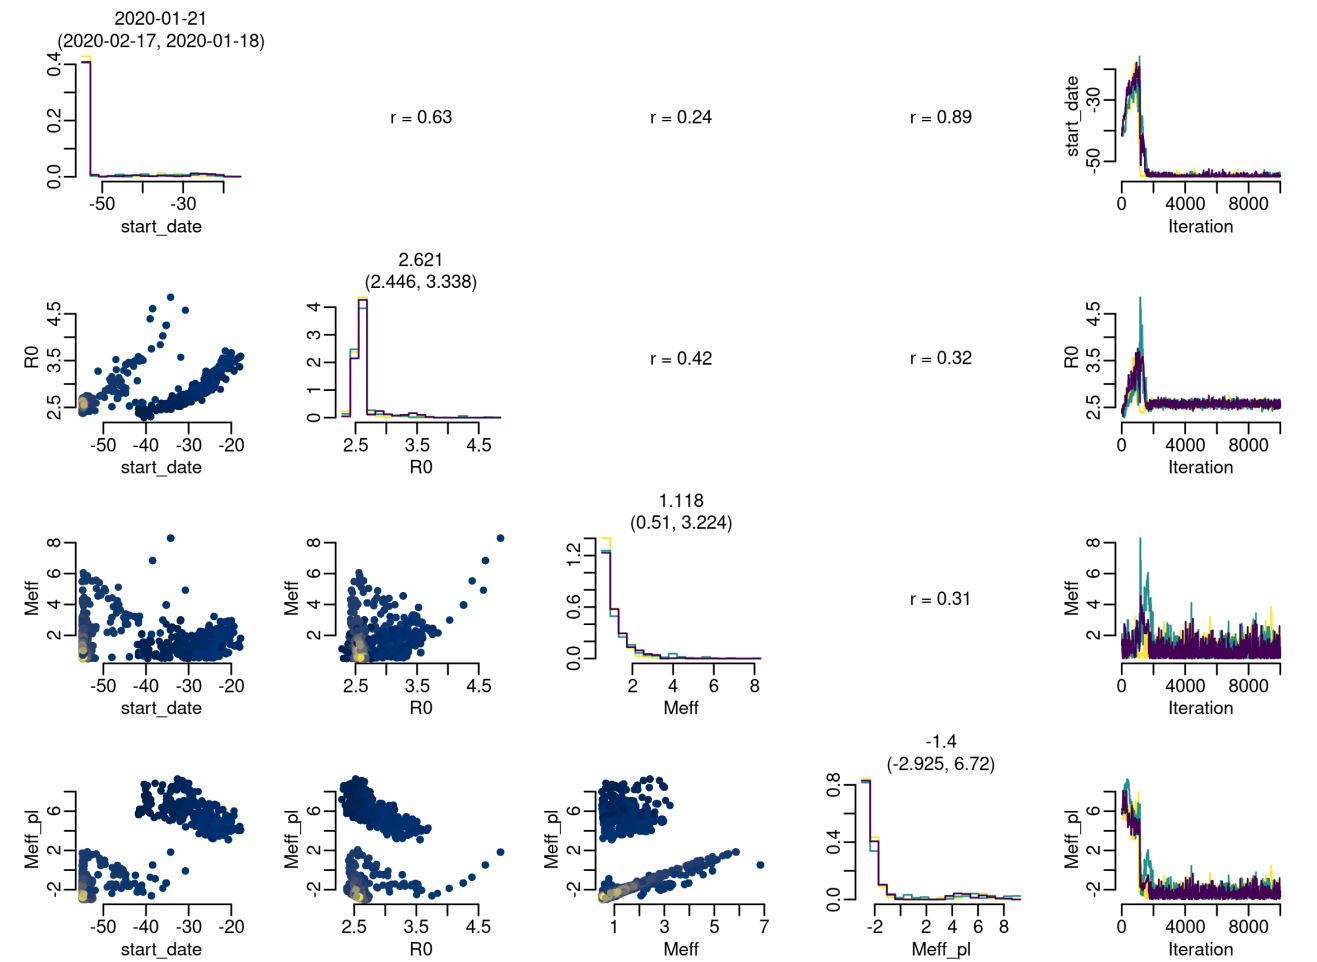 2020-01-21
(2020-02-17, 2020-01-18)
0.0 0.2 0.4
-50 -30
start_date
r = 0.63
r = 0.24
r = 0.89
start_date
-50 -30
0 4000 8000
Iteration
R0
2.5 3.5 4.5
-50 -40 -30 -20
start_date
2.621
(2.446, 3.338)
0 1 2 3 4
2.5 3.5 4.5
R0
r = 0.42
r = 0.32
R0
2.5 3.5 4.5
0 4000 8000
Iteration
Meff
2 4 6 8
-50 -40 -30 -20
start_date
Meff
2 4 6 8
2.5 3.5 4.5
R0
1.118
(0.51, 3.224)
0.0 0.6 1.2
2 4 6 8
Meff
r = 0.31
Meff
2 4 6 8
0 4000 8000
Iteration
Meff_pl
-2 2 6
-50 -40 -30 -20
start_date
Meff_pl
-2 2 6
2.5 3.5 4.5
R0
Meff_pl
-2 2 6
1 3 5 7
Meff
-1.4
(-2.925, 6.72)
0.0 0.4 0.8
-2 2 4 6 8
Meff_pl
Meff_pl
-2 2 6
0 4000 8000
Iteration